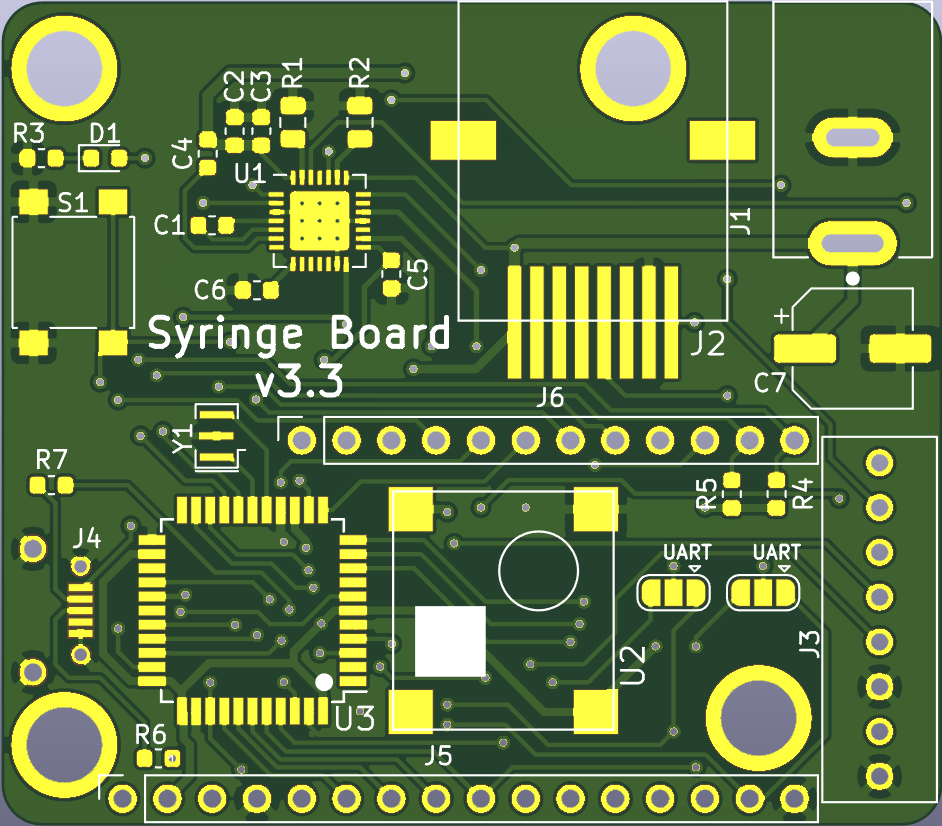 C2
C3
R1
R2
R3
D1
C4
U1
S1
C1
J1
C5
C6
+
Syringe Board
v3.3
J2
C7
J6
Y1
R7
R5
R4
J4
UART
UART
J3
U2
U3
R6
J5